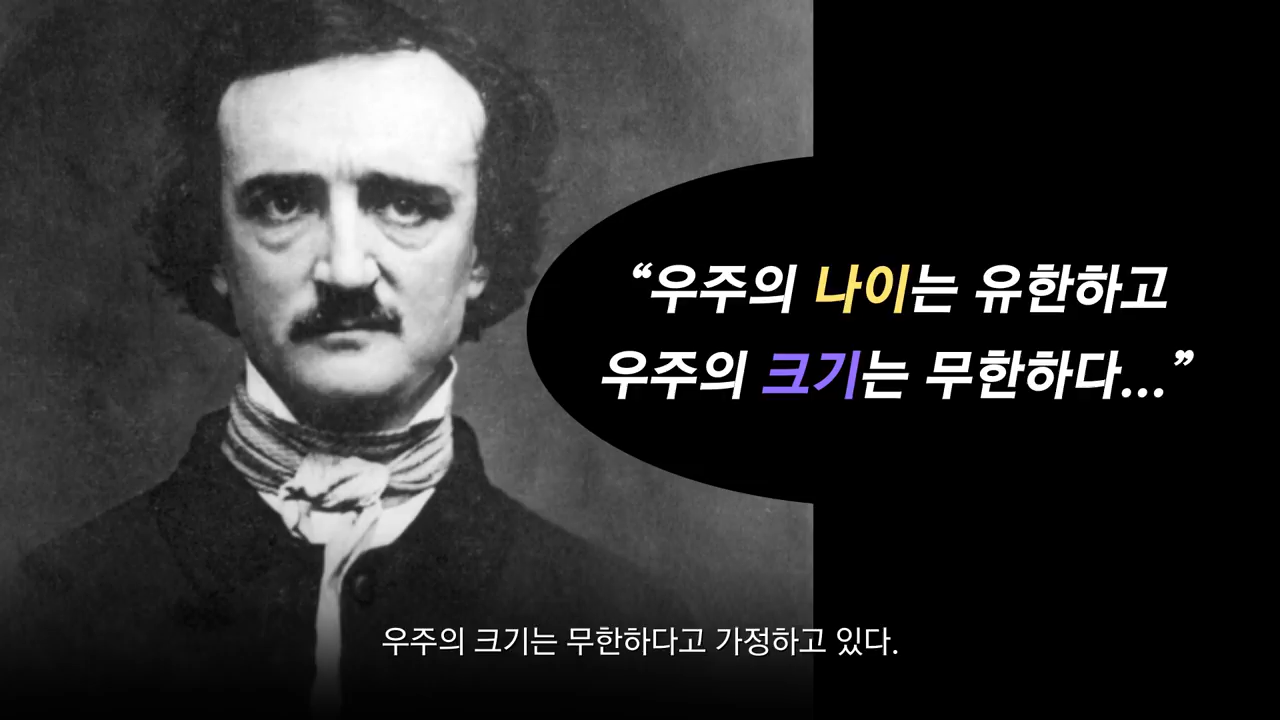 “우주의 나이는 유한하고
우주의 크기는 무한하다...”
우주의 크기는 무한하다고 가정하고 있다.